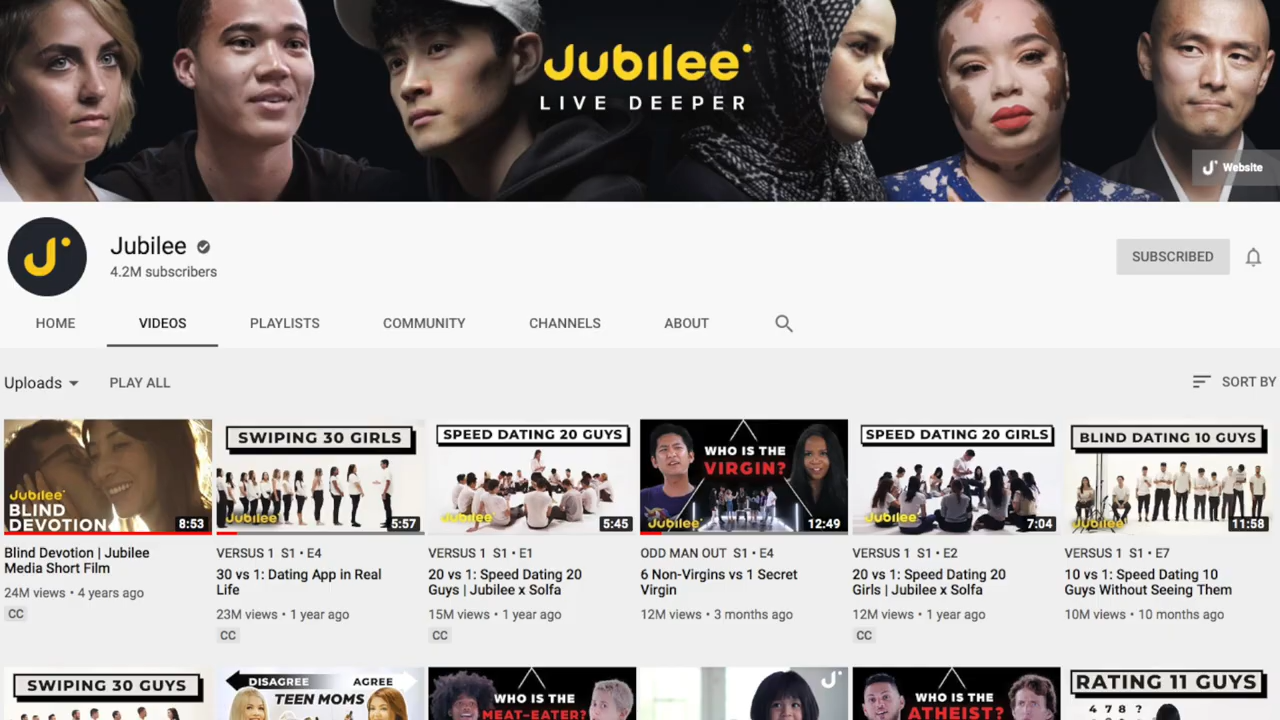 Jubilee
LIVE DEEPER
Website
Jubilee
4.2M subscribers
SUBSCRIBED
HOME
VIDEOS
PLAYLISTS
COMMUNITY
CHANNELS
ABOUT
Uploads
PLAY ALL
SORT BY
Jubilee
BLIND
DEVOTION
8:53
SWIPING 30 GIRLS
Jubilee
5:57
SPEED DATING 20 GUYS
Jubilee
5:45
WHO IS THE
VIRGIN?
Jubilee
12:49
SPEED DATING 20 GIRLS
Jubilee
7:04
BLIND DATING 10 GUYS
Jubilee
11:58
Blind Devotion | Jubilee
Media Short Film
24M views • 4 years ago
CC
VERSUS 1 S1 • E4
30 vs 1: Dating App in Real
Life
23M views • 1 year ago
CC
VERSUS 1 S1 • E1
20 vs 1: Speed Dating 20
Guys | Jubilee x Solfa
15M views • 1 year ago
CC
ODD MAN OUT S1 • E4
6 Non-Virgins vs 1 Secret
Virgin
12M views • 3 months ago
VERSUS 1 S1 • E2
20 vs 1: Speed Dating 20
Girls | Jubilee x Solfa
12M views • 1 year ago
CC
VERSUS 1 S1 • E7
10 vs 1: Speed Dating 10
Guys Without Seeing Them
10M views • 10 months ago
SWIPING 30 GUYS
DISAGREE AGREE
TEEN MOMS
WHO IS THE
MEAT-EATER?
WHO IS THE
ATHEIST?
RATING 11 GUYS
4 7 8 ?